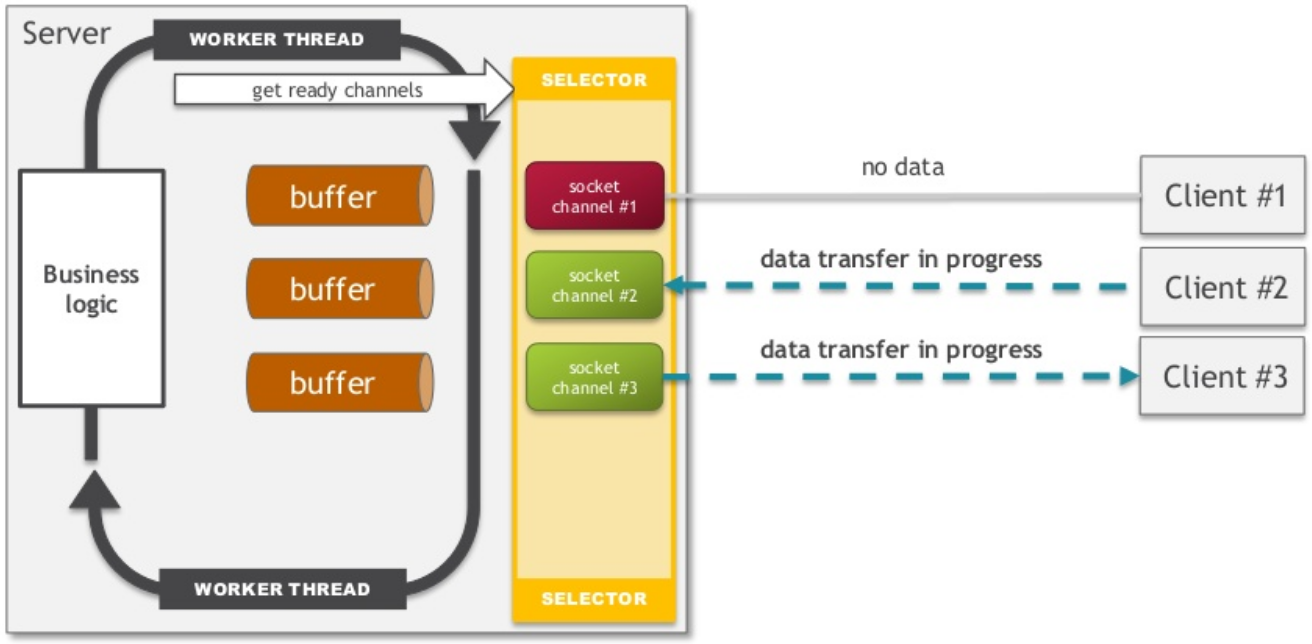 Server
WORKER THREAD
get ready channels
SELECTOR
socket
channel #1
no data
Client #1
buffer
Business
logic
buffer
socket
channel #2
data transfer in progress
Client #2
buffer
socket
channel #3
data transfer in progress
Client #3
WORKER THREAD
SELECTOR